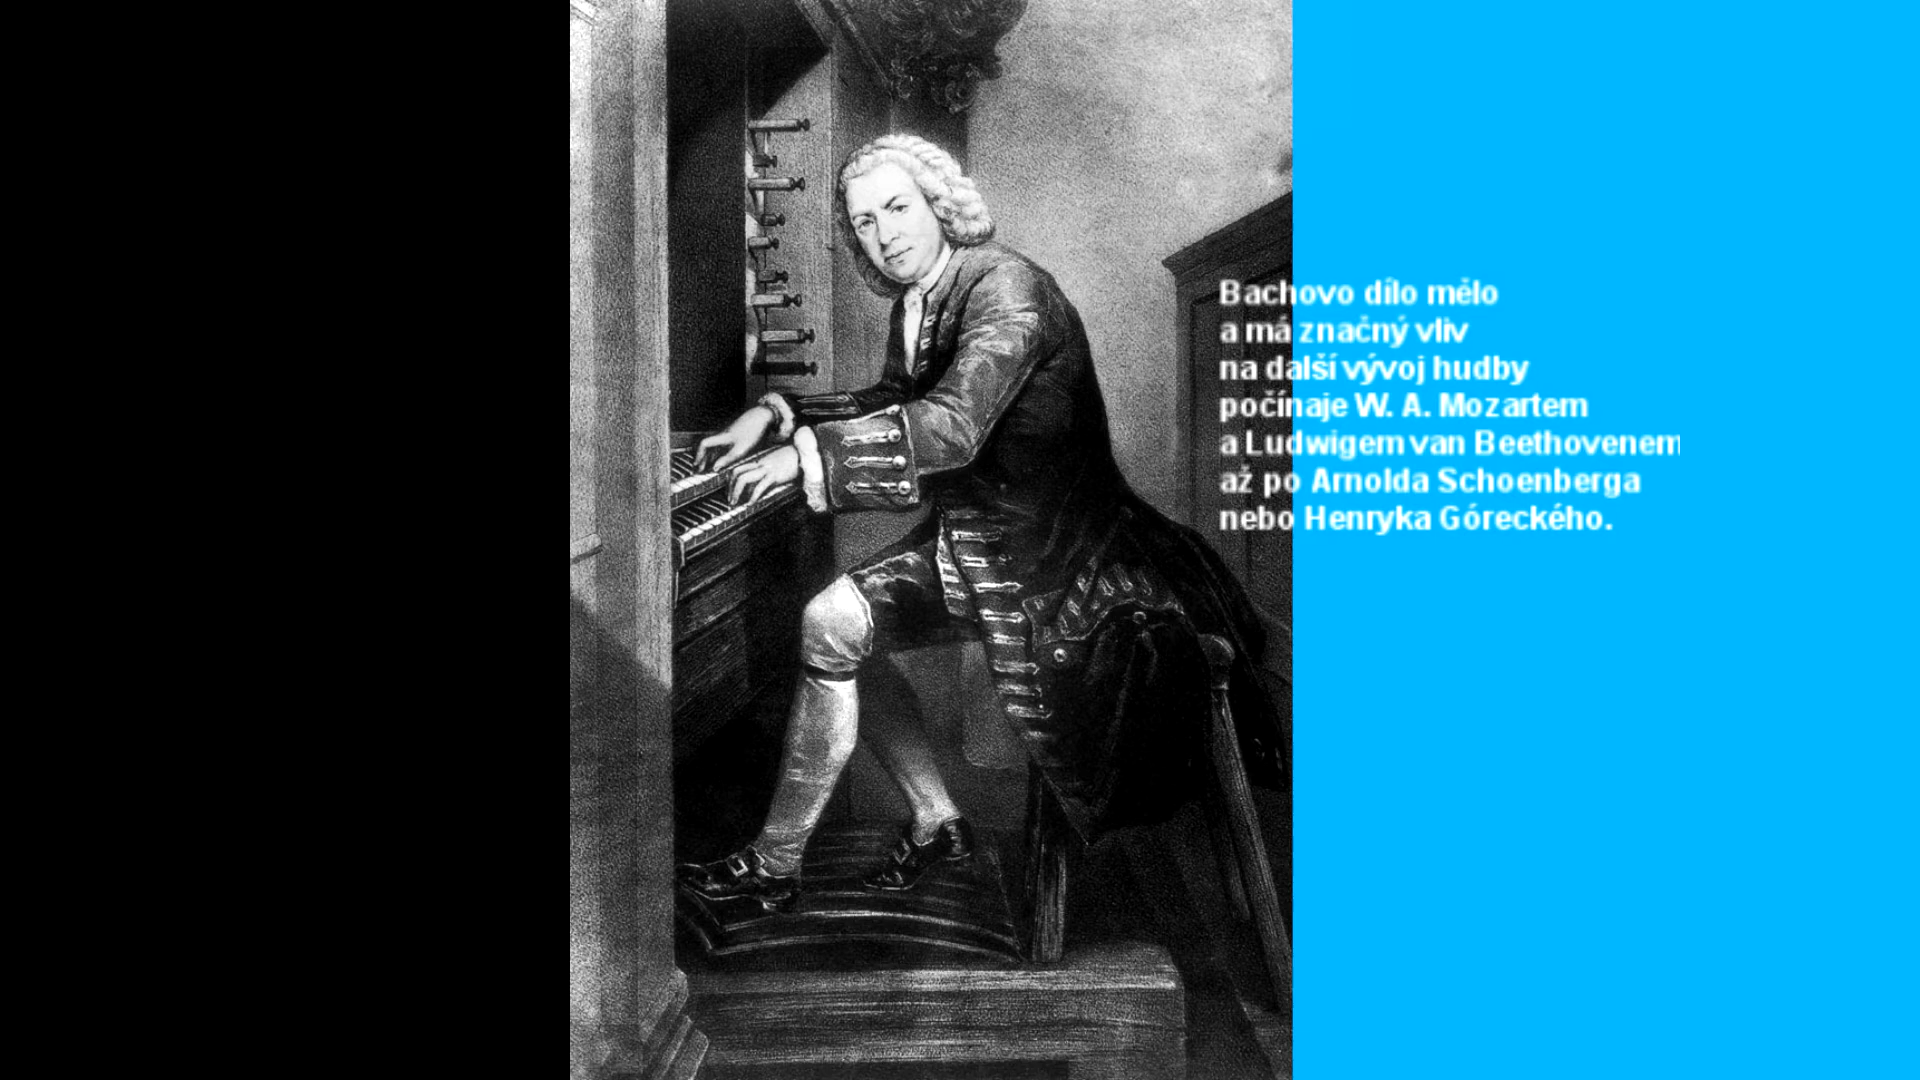 Bachovo dílo mělo
a má značný vliv
na další vývoj hudby
počínaje W. A. Mozartem
a Ludwigem van Beethovenem
až po Arnolda Schoenberga
nebo Henryka Góreckého.